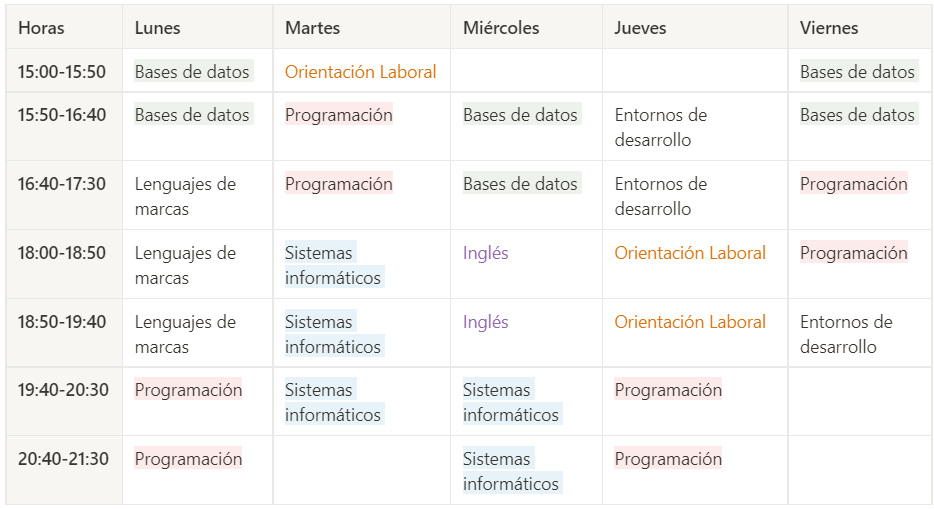 Horas Lunes Martes Miércoles Jueves Viernes
15:00-15:50 Bases de datos Orientación Laboral Bases de datos
15:50-16:40 Bases de datos Programación Bases de datos Entornos de Bases de datos
desarrollo
16:40-17:30 Lenguajes de Programación Bases de datos Entornos de Programación
marcas desarrollo
18:00-18:50 Lenguajes de Sistemas Inglés Orientación Laboral Programación
marcas informáticos
18:50-19:40 Lenguajes de Sistemas Inglés Orientación Laboral Entornos de
marcas informáticos desarrollo
19:40-20:30 Programación Sistemas Sistemas Programación
informáticos informáticos
20:40-21:30 Programación Sistemas Programación
informáticos